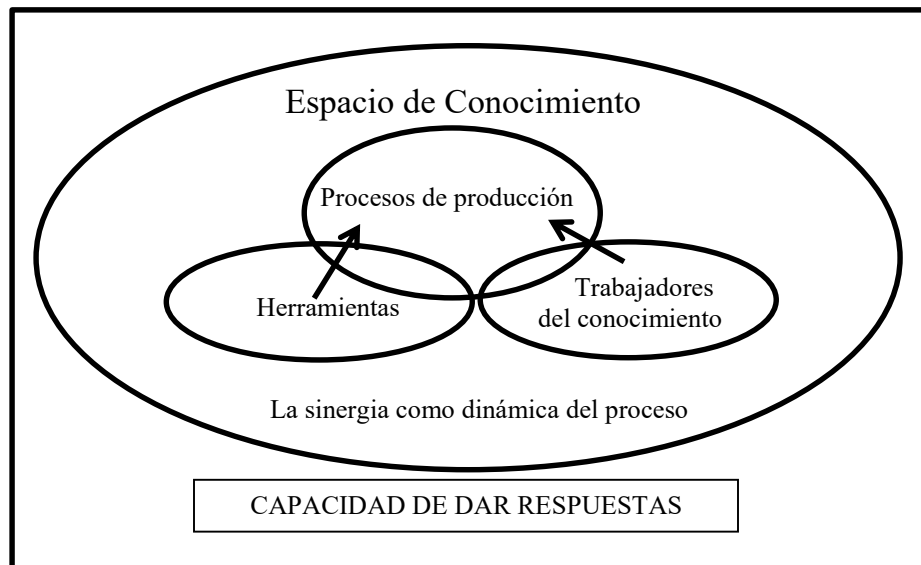 Espacio de Conocimiento
Procesos de producción
Herramientas
Trabajadores
del conocimiento
La sinergia como dinámica del proceso
CAPACIDAD DE DAR RESPUESTAS